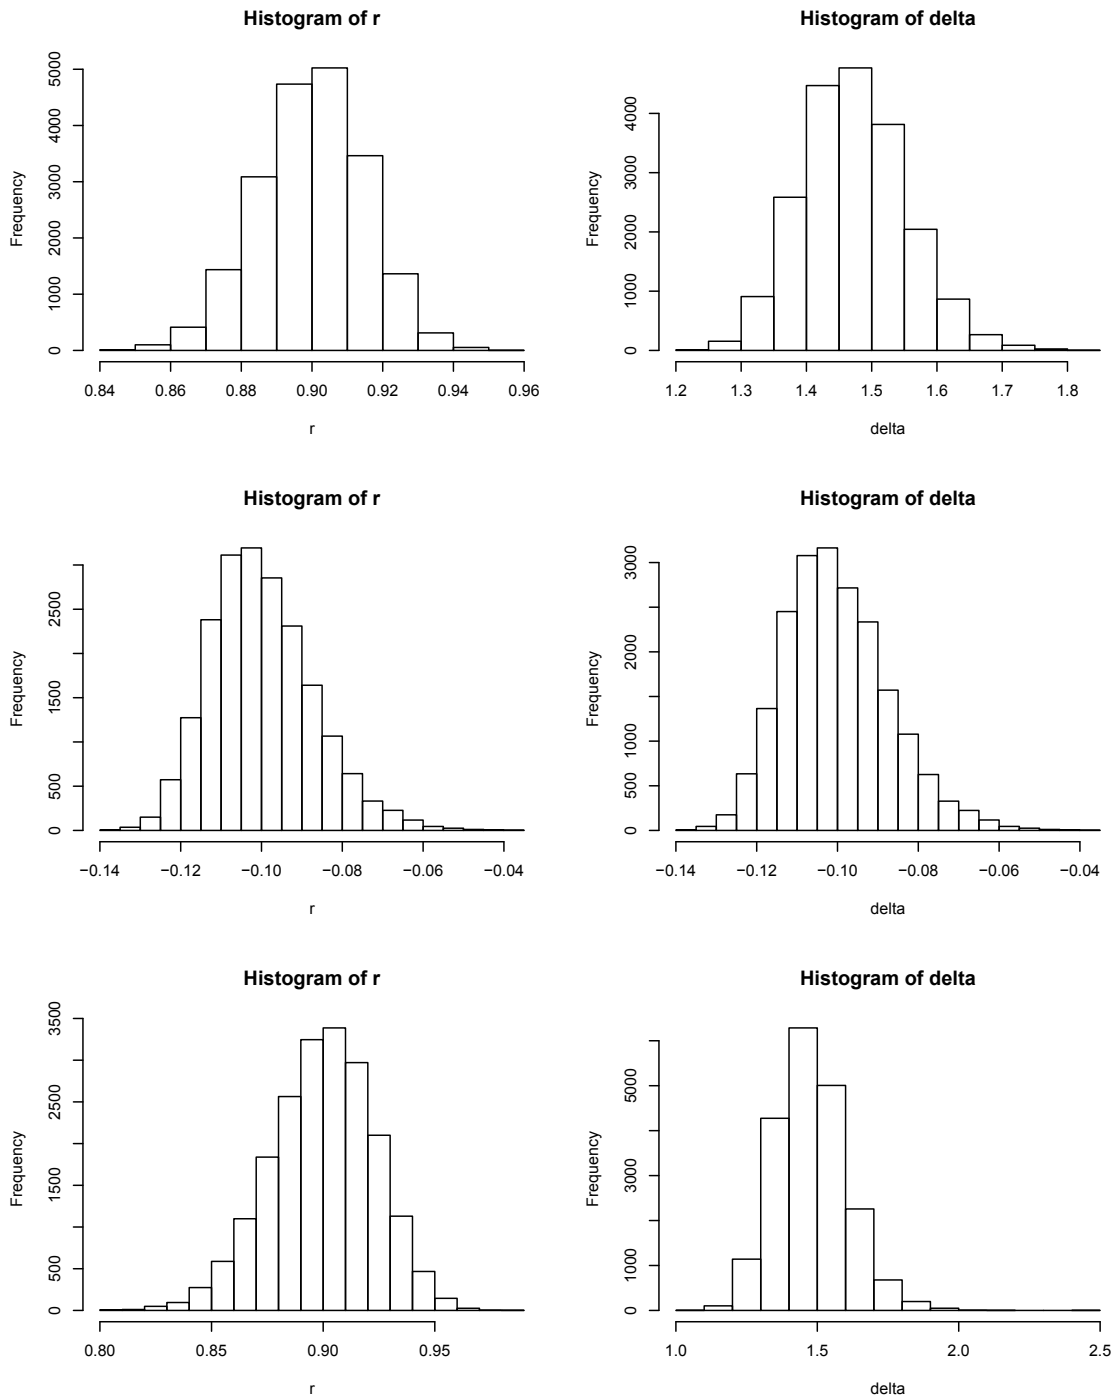 Histogram of r
Frequency
0 1000 2000 3000 4000 5000
0.84 0.86 0.88 0.90 0.92 0.94 0.96
r
Histogram of delta
Frequency
0 1000 2000 3000 4000
1.2 1.3 1.4 1.5 1.6 1.7 1.8
delta
Histogram of r
Frequency
0 500 1500 2500
−0.14 −0.12 −0.10 −0.08 −0.06 −0.04
r
Histogram of delta
Frequency
0 500 1000 2000 3000
−0.14 −0.12 −0.10 −0.08 −0.06 −0.04
delta
Histogram of r
Frequency
0 500 1500 2500 3500
0.80 0.85 0.90 0.95
r
Histogram of delta
Frequency
0 1000 3000 5000
1.0 1.5 2.0 2.5
delta